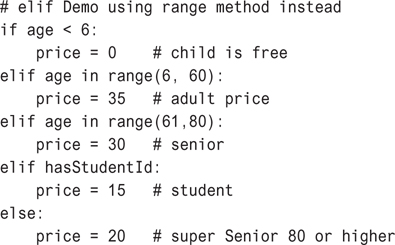 # elif Demo using range method instead
if age < 6:
    price = 0   # child is free
elif age in range(6, 60):
    price = 35  # adult price
elif age in range(61,80):
    price = 30  # senior
elif hasStudentId:
    price = 15  # student
else:
    price = 20  # super Senior 80 or higher